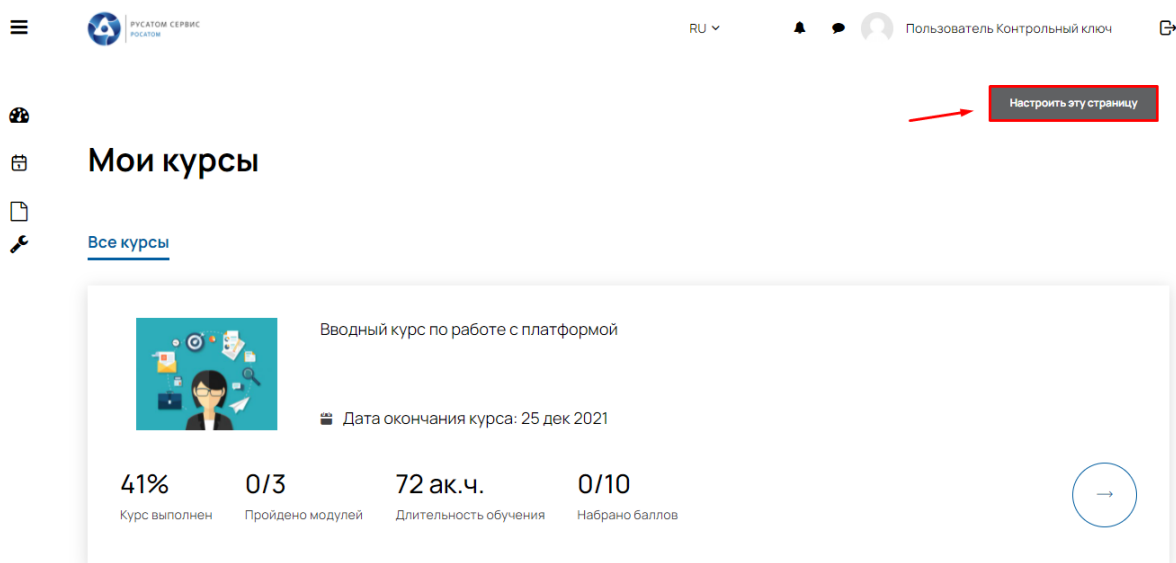 РУСАТОМ СЕРВИС
РОСАТОМ
RU
Пользователь Контрольный ключ
Настроить эту страницу
Мои курсы
Все курсы
Вводный курс по работе с платформой
Дата окончания курса: 25 дек 2021
41% 0/3 72 ак.ч. 0/10
Курс выполнен Пройдено модулей Длительность обучения Набрано баллов